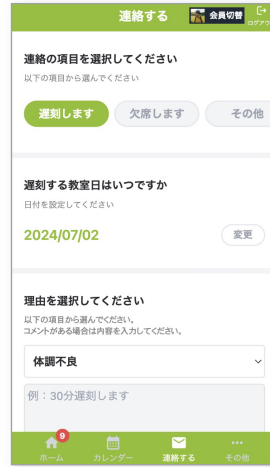 連絡する
会員切替
ログアウ
連絡の項目を選択してください
以下の項目から選んでください
遅刻します
欠席します
その他
遅刻する教室日はいつですか
日付を設定してください
2024/07/02
変更
理由を選択してください
以下の項目から選んでください。
コメントがある場合は内容を入力してください。
体調不良
例：30分遅刻します
9
ホーム
カレンダー
連絡する
その他